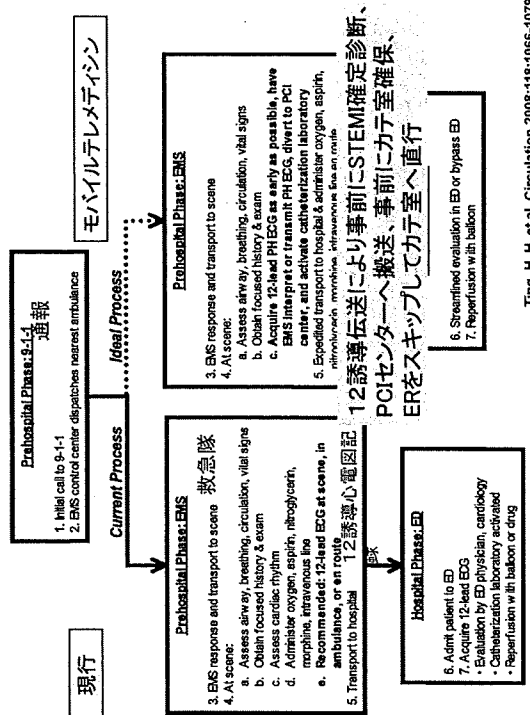 現行
モバイルテレメディシン
Prehospital Phase: 9-1-1
通報
1. Initial call to 9-1-1
2. EMS control center dispatches nearest ambulance
Current Process
Ideal Process
Prehospital Phase: EMS
救急隊
3. EMS response and transport to scene
4. At scene:
a. Assess airway, breathing, circulation, vital signs
b. Obtain focused history & exam
c. Assess cardiac rhythm
d. Administer oxygen, aspirin, nitroglycerin,
morphine, intravenous line
e. Recommended: 12-lead ECG at scene, in
ambulance, or en route
5. Transport to hospital
12誘導心電図記
録
Hospital Phase: ED
6. Admit patient to ED
7. Acquire 12-lead ECG
• Evaluation by ED physician, cardiology
• Catheterization laboratory activated
• Reperfusion with balloon or drug
Prehospital Phase: EMS
3. EMS response and transport to scene
4. At scene:
a. Assess airway, breathing, circulation, vital signs
b. Obtain focused history & exam
c. Acquire 12-lead PH ECG as early as possible, have
EMS interpret or transmit PH ECG, divert to PCI
center, and activate catheterization laboratory
5. Expedited transport to hospital & administer oxygen, aspirin,
nitroglycerin, morphine, intravenous line en route
12誘導伝送により事前にSTEMI確定診断、
PCIセンターへ搬送、事前にカテ室確保、
ERをスキップしてカテ室へ直行
6. Streamlined evaluation in ED or bypass ED
7. Reperfusion with balloon
Ting, H. H. et al. Circulation 2008;118:1066-1079